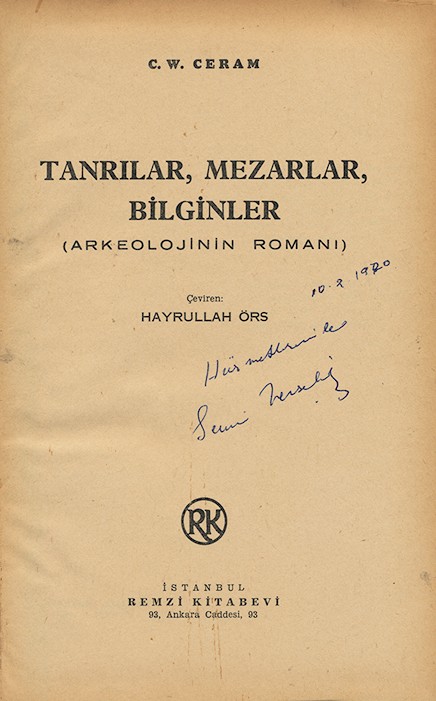 C. W. CERAM
TANRILAR, MEZARLAR,
BİLGİNLER
(ARKEOLOJİNİN ROMANI)
Çeviren:
HAYRULLAH ÖRS
10.2 1970
Hürmetlerimle
RK
İSTANBUL
REMZİ KİTABEVİ
93, Ankara Caddesi, 93